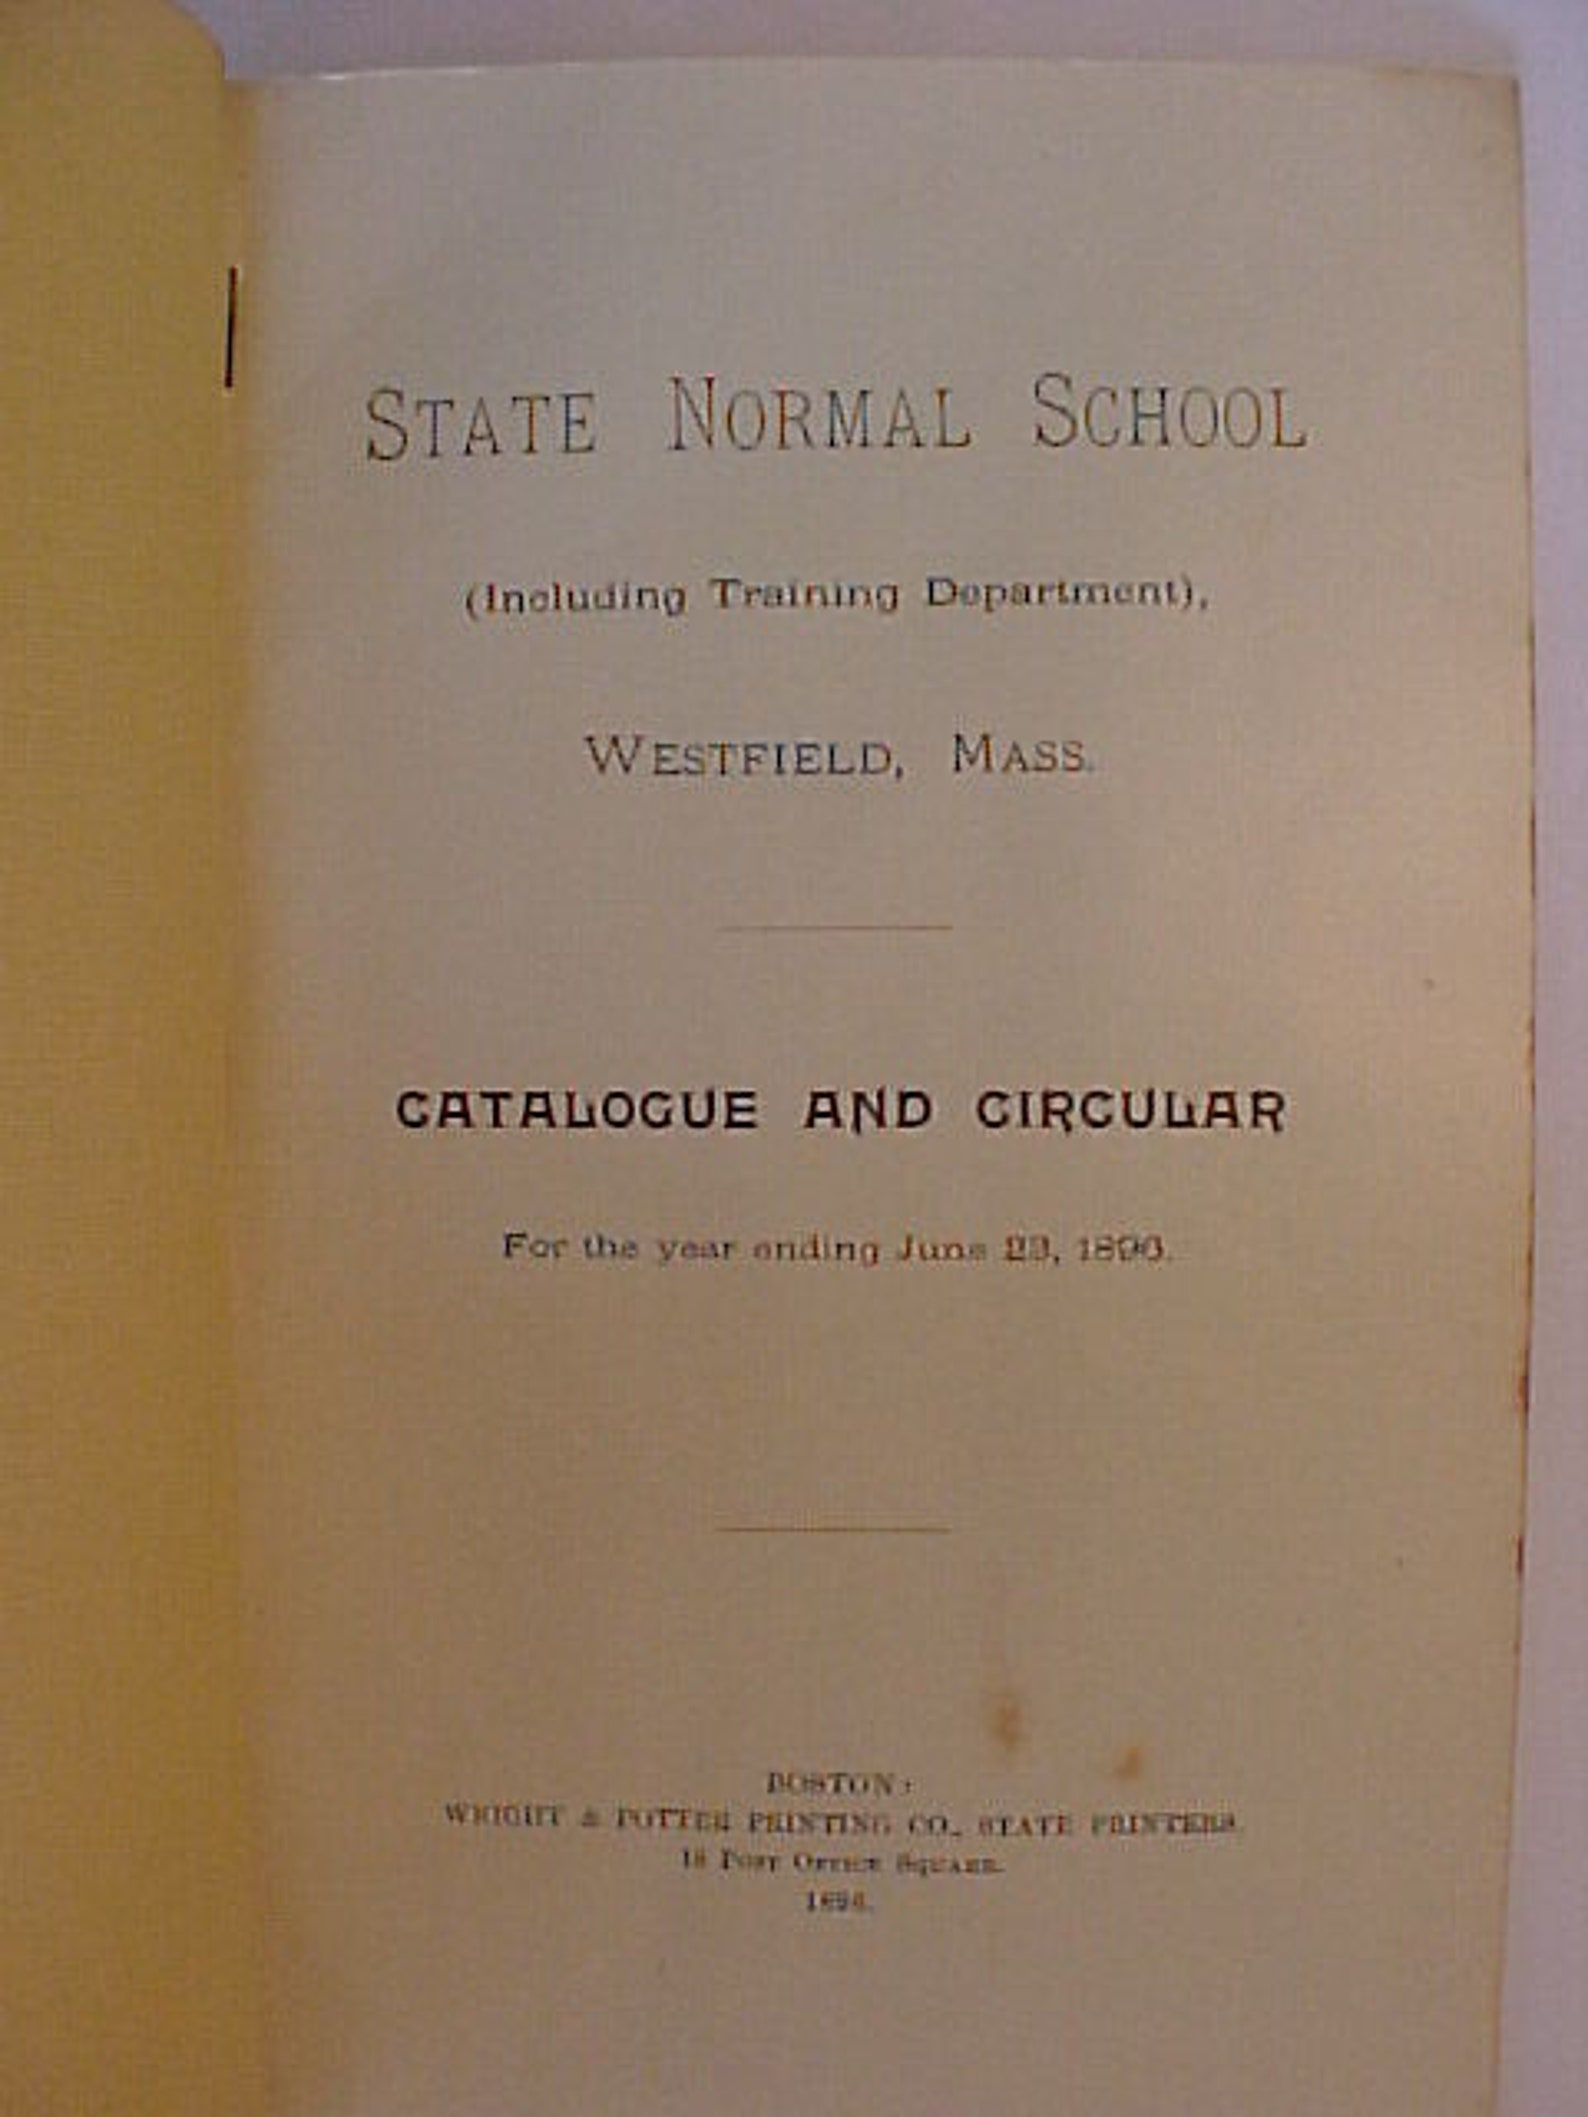 STATE NORMAL SCHOOL
(Including Training Department),
WESTFIELD, MASS.
CATALOGUE AND CIRCULAR
For the year ending June 23, 1896.
BOSTON:
WRIGHT & POTTER PRINTING CO., STATE PRINTERS,
18 POST OFFICE SQUARE.
1896.